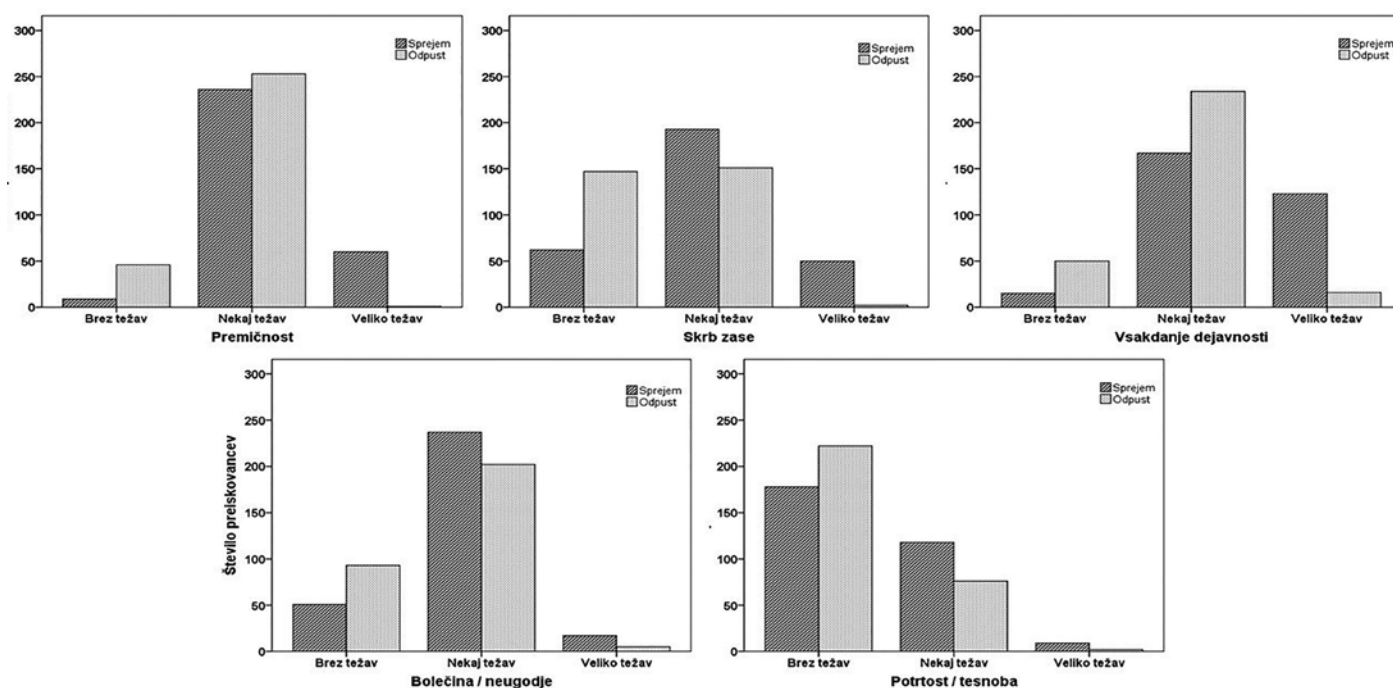 300
250
200
150
100
50
0
Sprejem
Odpust
Brez težav Nekaj težav Veliko težav
Premičnost
300
250
200
150
100
50
0
Sprejem
Odpust
Brez težav Nekaj težav Veliko težav
Skrb zase
300
250
200
150
100
50
0
Sprejem
Odpust
Brez težav Nekaj težav Veliko težav
Vsakdanje dejavnosti
Število preiskovancev
300
250
200
150
100
50
0
Sprejem
Odpust
Brez težav Nekaj težav Veliko težav
Bolečina / neugodje
300
250
200
150
100
50
0
Sprejem
Odpust
Brez težav Nekaj težav Veliko težav
Potrtost / tesnoba